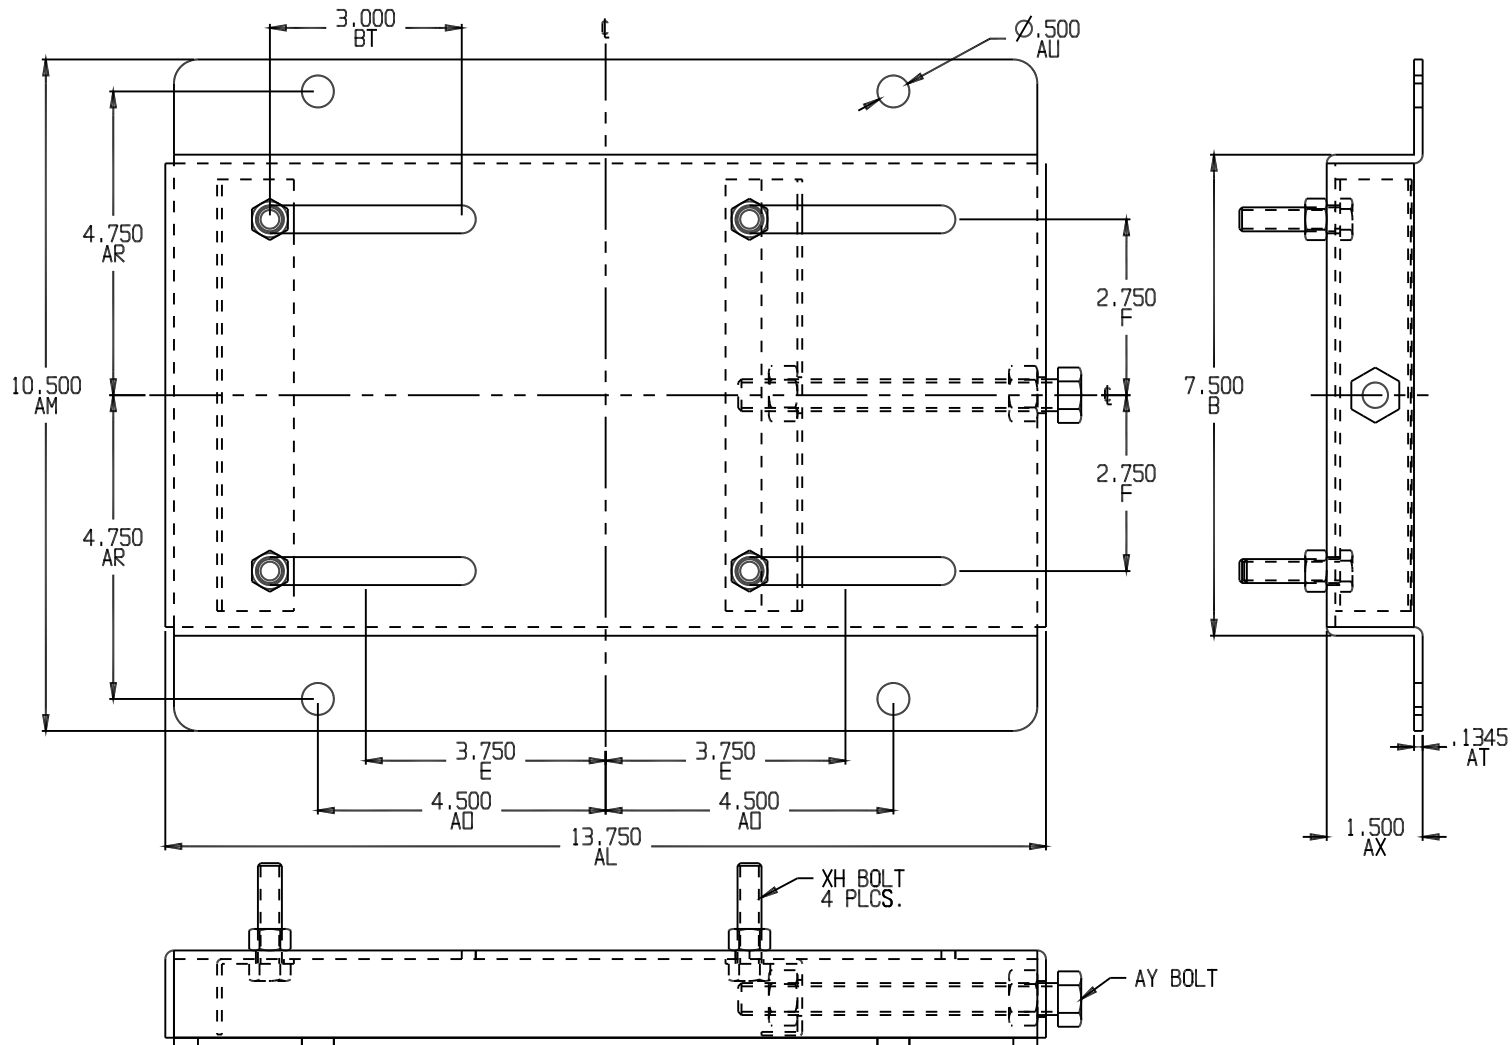 3.000
BT
℄
Ø.500
AU
4.750
AR
2.750
F
10.500
AM
℄
7.500
B
2.750
F
4.750
AR
3.750
E
3.750
E
.1345
AT
4.500
AO
4.500
AO
1.500
AX
13.750
AL
XH BOLT
4 PLCS.
AY BOLT